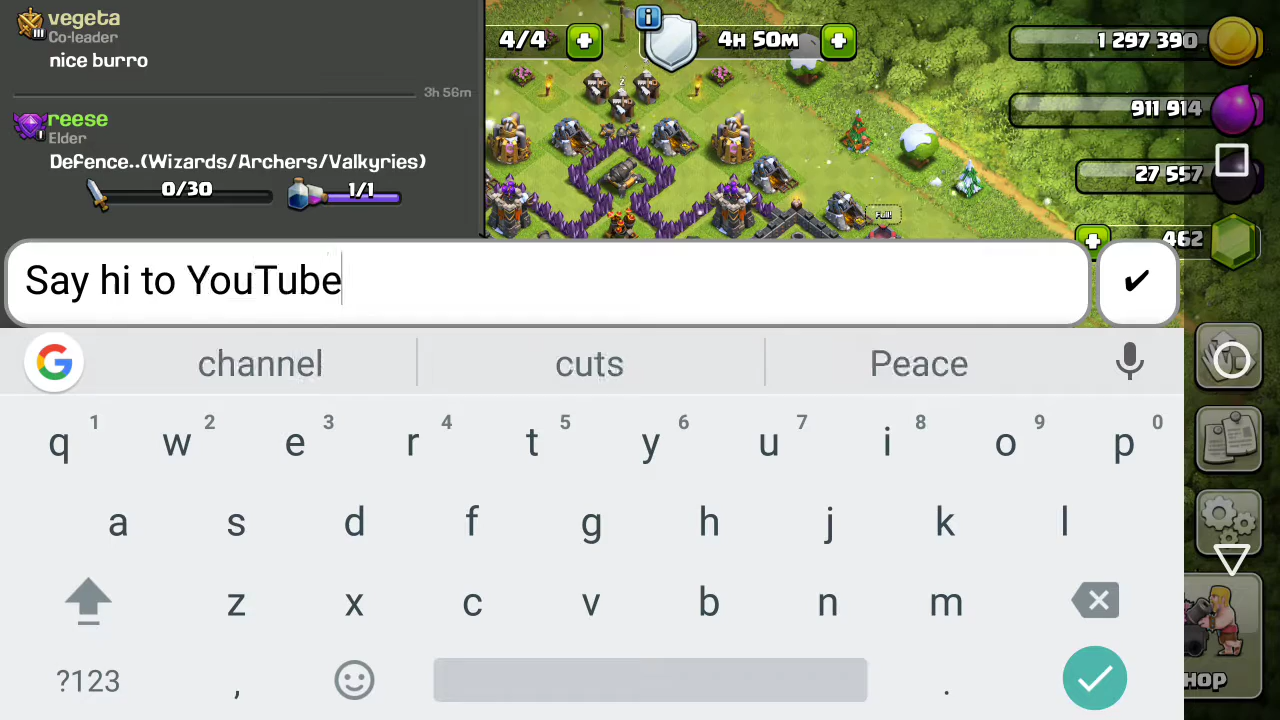 vegeta
Co-leader
nice burro
3h 56m
reese
Elder
Defence..(Wizards/Archers/Valkyries)
0/30 1/1
4/4 + i 4H 50M + 1 297 390
911 914
27 557
Full!
+ 462
Say hi to YouTube ✔
G channel cuts Peace
1 2 3 4 5 6 7 8 9 0
q w e r t y u i o p
a s d f g h j k l
z x c v b n m
?123 , .
HOP